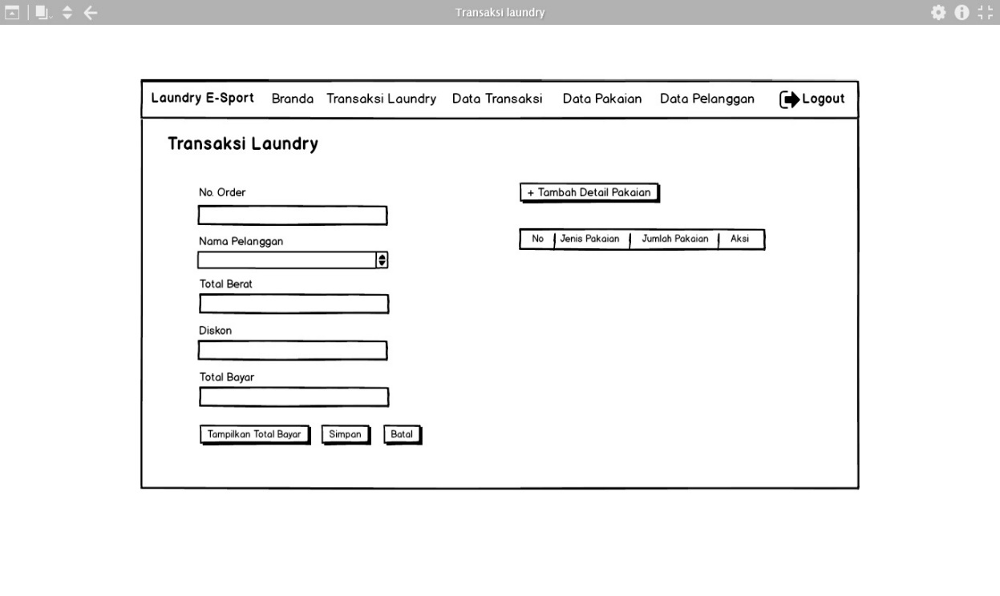 Transaksi laundry
Laundry E-Sport Branda Transaksi Laundry Data Transaksi Data Pakaian Data Pelanggan Logout
Transaksi Laundry
No. Order
Nama Pelanggan
Total Berat
Diskon
Total Bayar
Tampilkan Total Bayar Simpan Batal
+ Tambah Detail Pakaian
No Jenis Pakaian Jumlah Pakaian Aksi